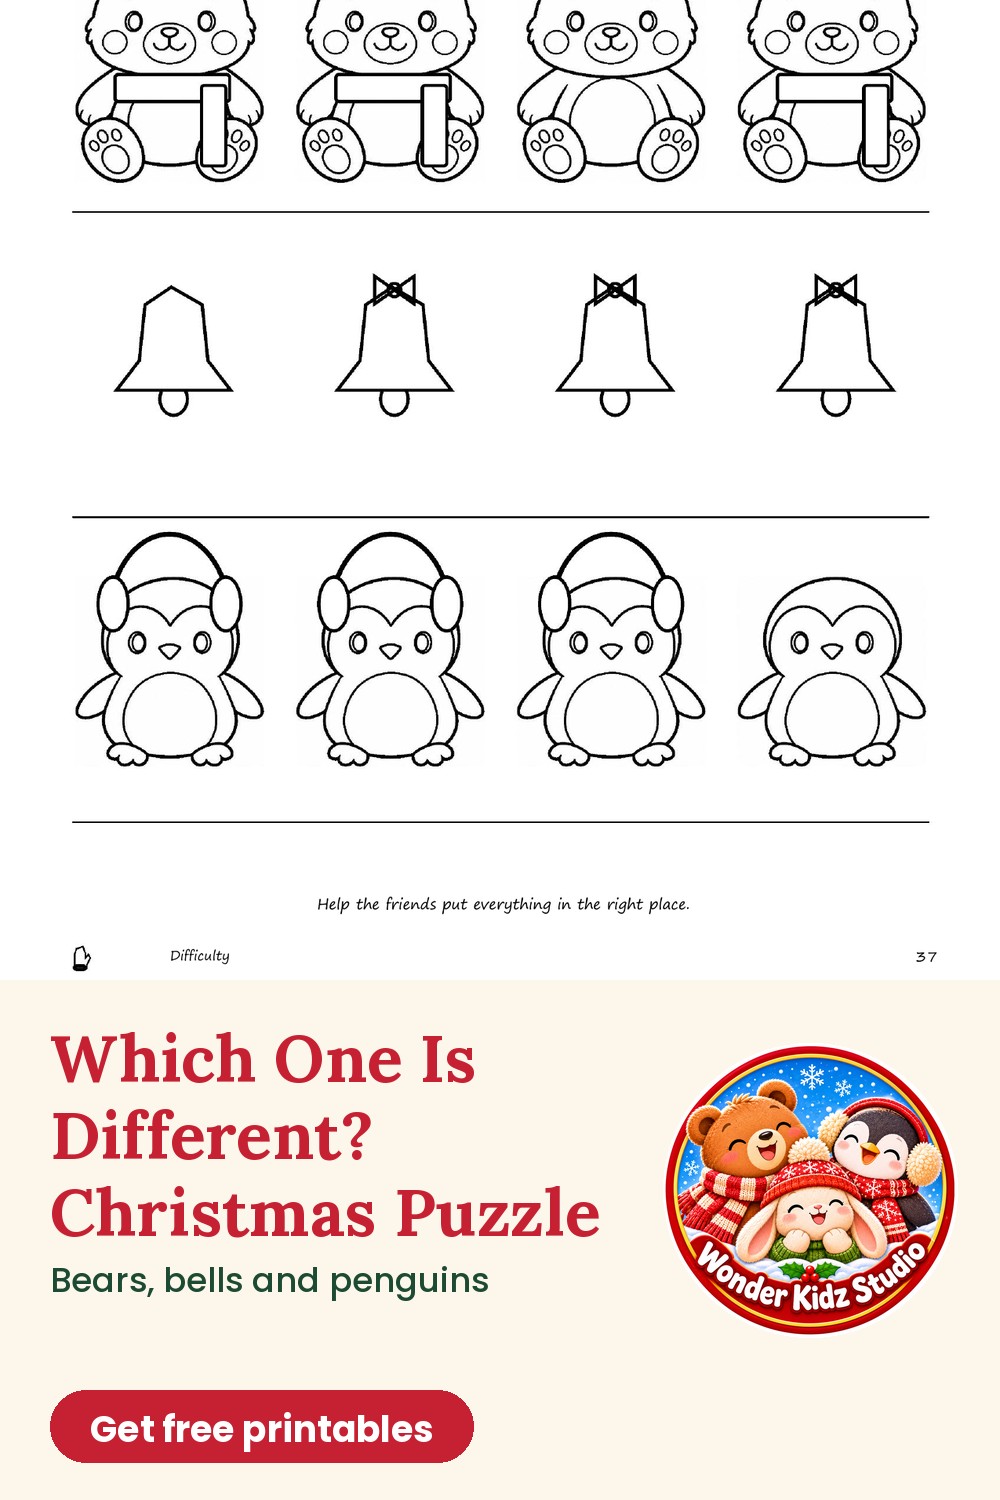 Help the friends put everything in the right place.
Difficulty
37
Which One Is
Different?
Christmas Puzzle
Bears, bells and penguins
Wonder Kidz Studio
Get free printables